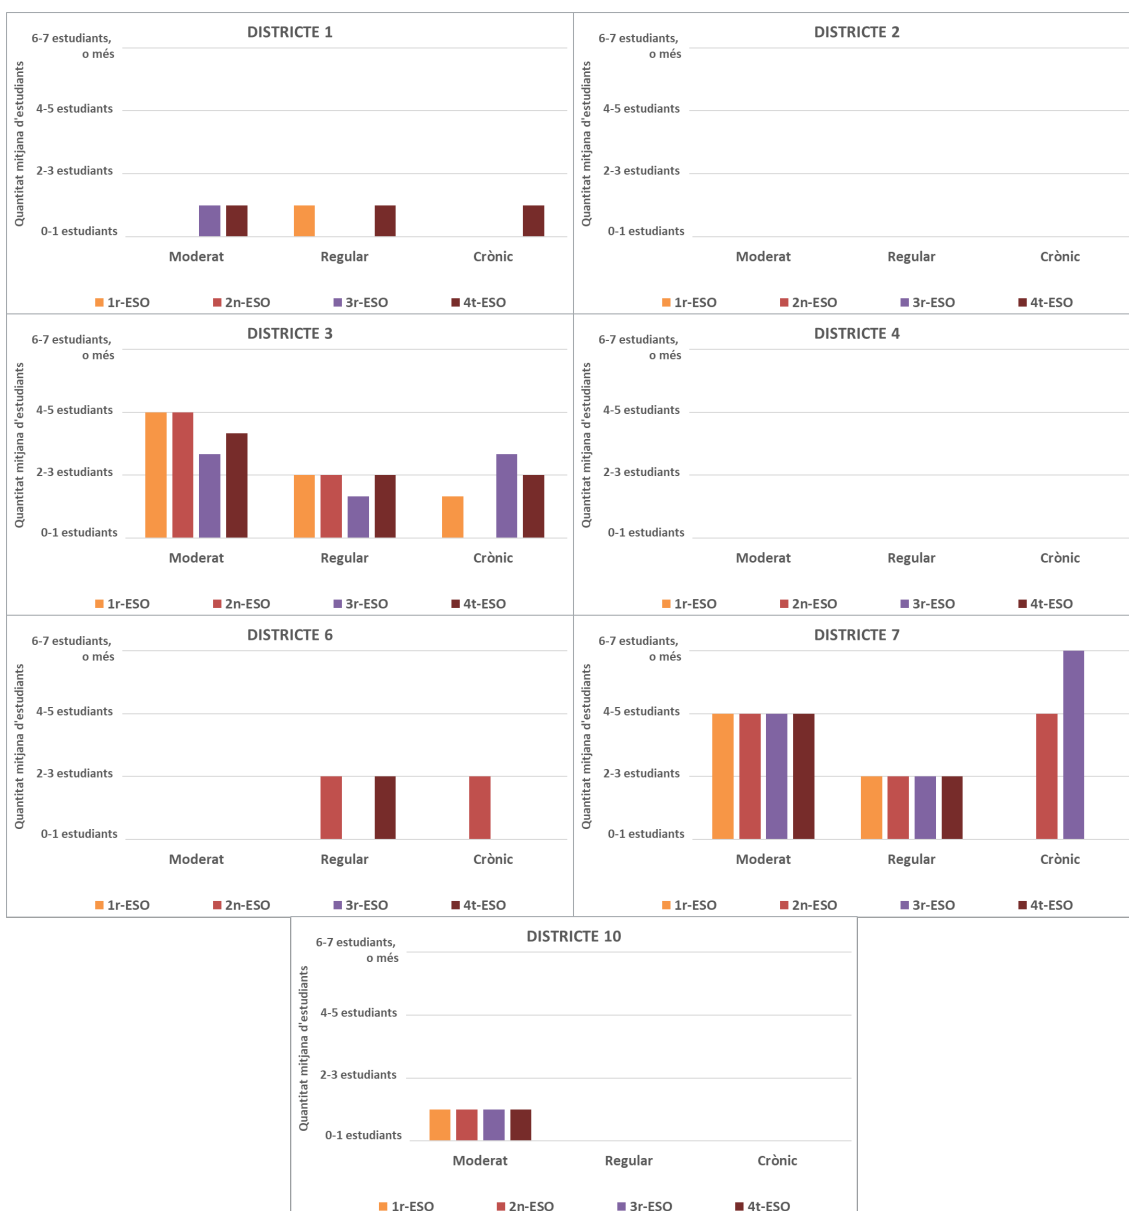 DISTRICTE 1
Quantitat mitjana d'estudiants
6-7 estudiants,
o més
4-5 estudiants
2-3 estudiants
0-1 estudiants
Moderat Regular Crònic
1r-ESO 2n-ESO 3r-ESO 4t-ESO
DISTRICTE 2
Quantitat mitjana d'estudiants
6-7 estudiants,
o més
4-5 estudiants
2-3 estudiants
0-1 estudiants
Moderat Regular Crònic
1r-ESO 2n-ESO 3r-ESO 4t-ESO
DISTRICTE 3
Quantitat mitjana d'estudiants
6-7 estudiants,
o més
4-5 estudiants
2-3 estudiants
0-1 estudiants
Moderat Regular Crònic
1r-ESO 2n-ESO 3r-ESO 4t-ESO
DISTRICTE 4
Quantitat mitjana d'estudiants
6-7 estudiants,
o més
4-5 estudiants
2-3 estudiants
0-1 estudiants
Moderat Regular Crònic
1r-ESO 2n-ESO 3r-ESO 4t-ESO
DISTRICTE 6
Quantitat mitjana d'estudiants
6-7 estudiants,
o més
4-5 estudiants
2-3 estudiants
0-1 estudiants
Moderat Regular Crònic
1r-ESO 2n-ESO 3r-ESO 4t-ESO
DISTRICTE 7
Quantitat mitjana d'estudiants
6-7 estudiants,
o més
4-5 estudiants
2-3 estudiants
0-1 estudiants
Moderat Regular Crònic
1r-ESO 2n-ESO 3r-ESO 4t-ESO
DISTRICTE 10
Quantitat mitjana d'estudiants
6-7 estudiants,
o més
4-5 estudiants
2-3 estudiants
0-1 estudiants
Moderat Regular Crònic
1r-ESO 2n-ESO 3r-ESO 4t-ESO